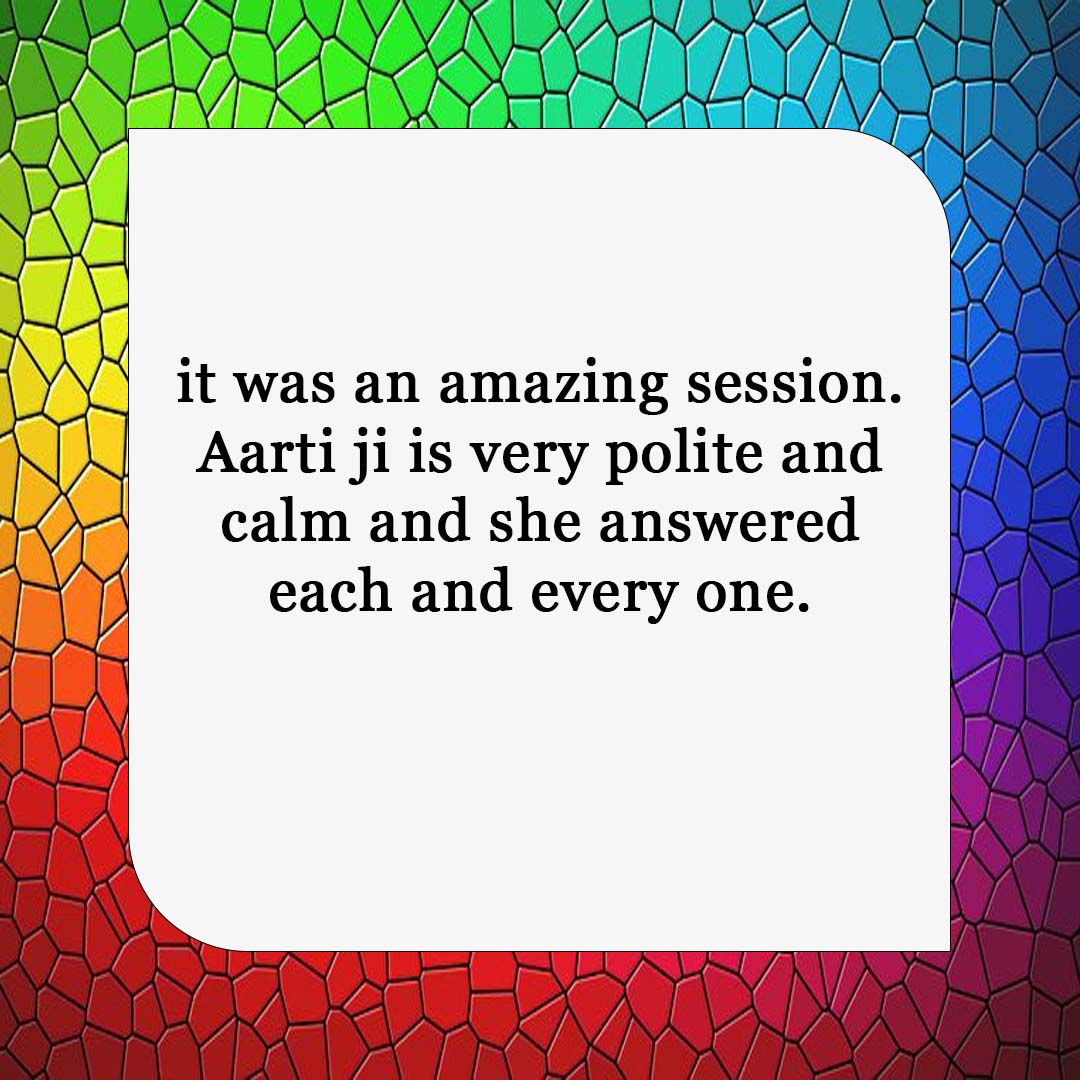 it was an amazing session.
Aarti ji is very polite and
calm and she answered
each and every one.